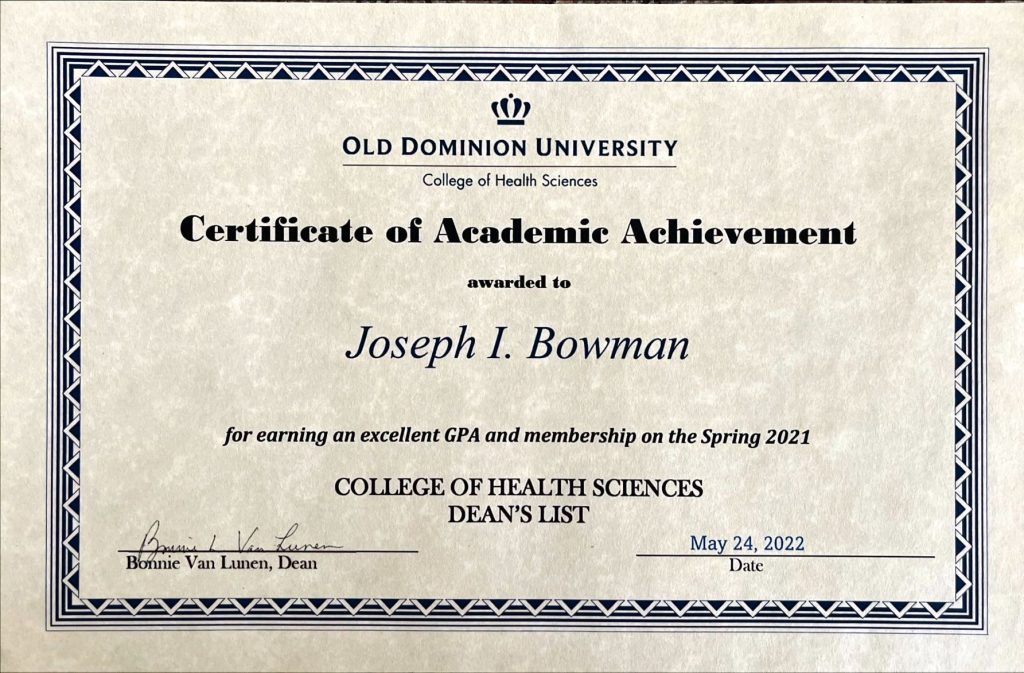 OLD DOMINION UNIVERSITY
College of Health Sciences
Certificate of Academic Achievement
awarded to
Joseph I. Bowman
for earning an excellent GPA and membership on the Spring 2021
COLLEGE OF HEALTH SCIENCES
DEAN'S LIST
Bonnie L Van Lunen
Bonnie Van Lunen, Dean
May 24, 2022
Date